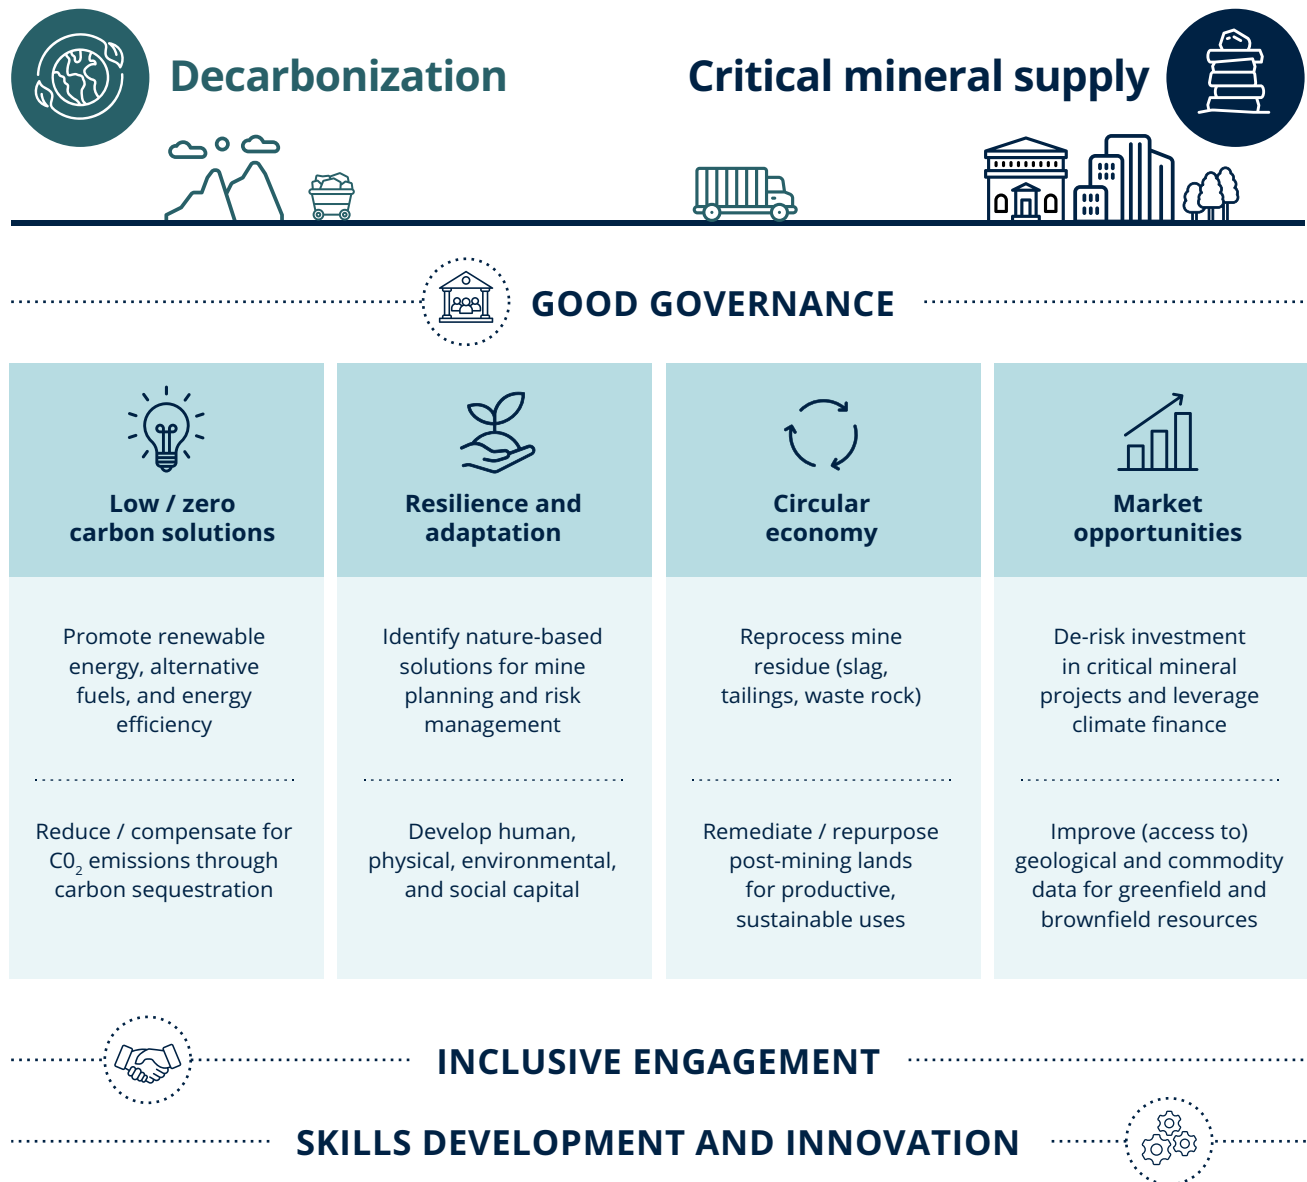 Decarbonization
Critical mineral supply
GOOD GOVERNANCE
Low / zero
carbon solutions
Promote renewable
energy, alternative
fuels, and energy
efficiency
Reduce / compensate for
C0₂ emissions through
carbon sequestration
Resilience and
adaptation
Identify nature-based
solutions for mine
planning and risk
management
Develop human,
physical, environmental,
and social capital
Circular
economy
Reprocess mine
residue (slag,
tailings, waste rock)
Remediate / repurpose
post-mining lands
for productive,
sustainable uses
Market
opportunities
De-risk investment
in critical mineral
projects and leverage
climate finance
Improve (access to)
geological and commodity
data for greenfield and
brownfield resources
INCLUSIVE ENGAGEMENT
SKILLS DEVELOPMENT AND INNOVATION